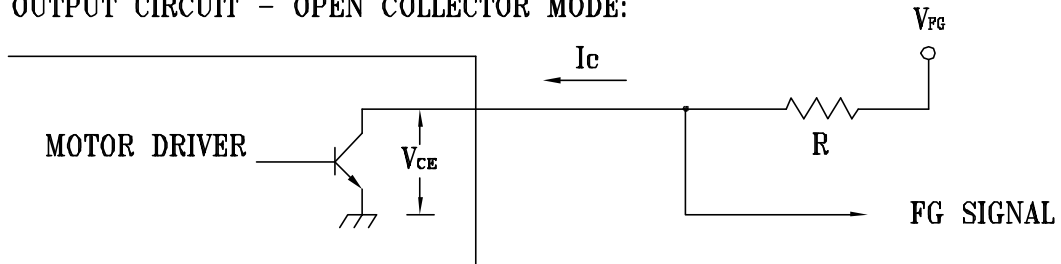 OUTPUT CIRCUIT - OPEN COLLECTOR MODE:
VFG
Ic
MOTOR DRIVER
VCE
R
FG SIGNAL